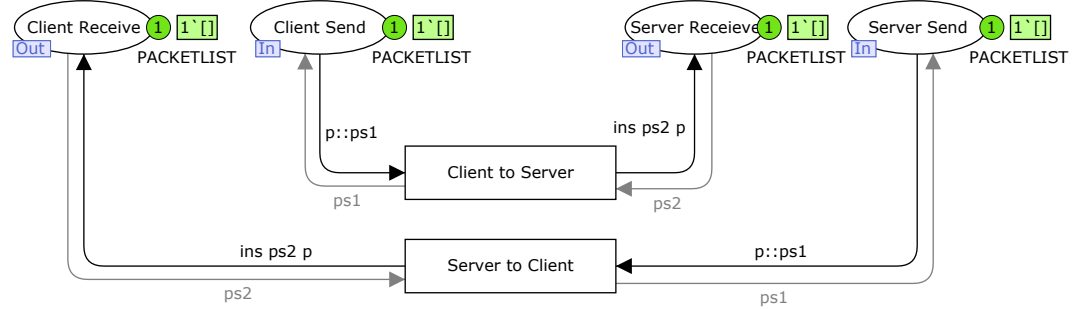 Client Receive
1
1`[]
Out
PACKETLIST
Client Send
1
1`[]
In
PACKETLIST
Server Receieve
1
1`[]
Out
PACKETLIST
Server Send
1
1`[]
In
PACKETLIST
p::ps1
ins ps2 p
Client to Server
ps1
ps2
ins ps2 p
p::ps1
Server to Client
ps2
ps1